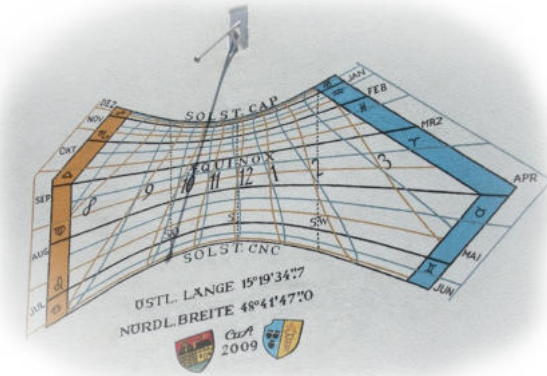 SOLST. CAP
DEZ
NOV
OKT
SEP
AUG
JUL
JAN
FEB
MRZ
APR
MAI
JUN
EQUINOX
8 9 10 11 12 1 2 3
SO S SW
SOLST. CNC
ÖSTL. LÄNGE 15°19'34"7
NÖRDL. BREITE 48°41'47"0
2009